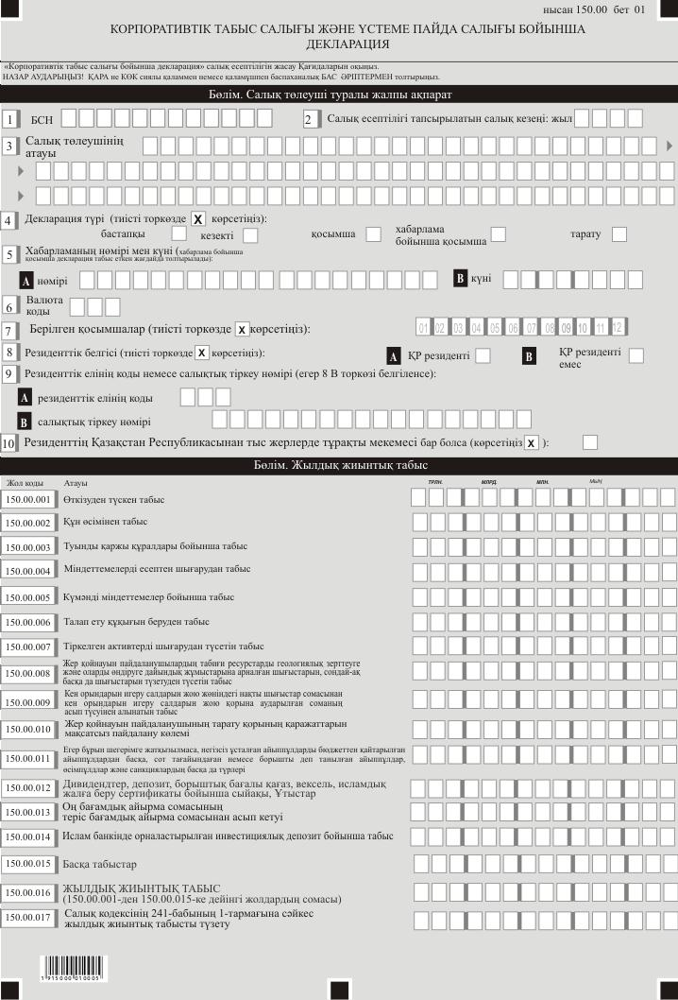 нысан 150.00 бет 01
КОРПОРАТИВТІК ТАБЫС САЛЫҒЫ ЖӘНЕ ҮСТЕМЕ ПАЙДА САЛЫҒЫ БОЙЫНША
ДЕКЛАРАЦИЯ
«Корпоративтік табыс салығы бойынша декларация» салық есептілігін жасау Қағидаларын оқыңыз.
НАЗАР АУДАРЫҢЫЗ! ҚАРА не КӨК сиялы қаламмен немесе қаламұшпен баспаханалық БАС ӘРІПТЕРМЕН толтырыңыз.
Бөлім. Салық төлеуші туралы жалпы ақпарат
1 БСН 2 Салық есептілігі тапсырылатын салық кезеңі: жыл
3 Салық төлеушінің
атауы
4 Декларация түрі (тиісті торкөзде X көрсетіңіз):
бастапқы кезекті қосымша хабарлама
бойынша қосымша тарату
5 Хабарламаның нөмірі мен күні (хабарлама бойынша
қосымша декларация табыс еткен жағдайда толтырылады):
A нөмірі B күні
6 Валюта
коды
7 Берілген қосымшалар (тиісті торкөзде X көрсетіңіз): 01 02 03 04 05 06 07 08 09 10 11 12
8 Резиденттік белгісі (тиісті торкөзде X көрсетіңіз): A ҚР резиденті B ҚР резиденті
емес
9 Резиденттік елінің коды немесе салықтық тіркеу нөмірі (егер 8 В торкөзі белгіленсе):
A резиденттік елінің коды
B салықтық тіркеу нөмірі
10 Резиденттің Қазақстан Республикасынан тыс жерлерде тұрақты мекемесі бар болса (көрсетіңіз X ):
Бөлім. Жылдық жиынтық табыс
Жол коды Атауы ТРЛН. МЛРД. МЛН. Мың
150.00.001 Өткізуден түскен табыс
150.00.002 Құн өсімінен табыс
150.00.003 Туынды қаржы құралдары бойынша табыс
150.00.004 Міндеттемелерді есептен шығарудан табыс
150.00.005 Күмәнді міндеттемелер бойынша табыс
150.00.006 Талап ету құқығын беруден табыс
150.00.007 Тіркелген активтерді шығарудан түсетін табыс
150.00.008 Жер қойнауын пайдаланушылардың табиғи ресурстарды геологиялық зерттеуге
және оларды өндіруге дайындық жұмыстарына арналған шығыстарын, сондай-ақ
басқа да шығыстарын түзетуден түсетін табыс
150.00.009 Кен орындарын игеру салдарын жою жөніндегі нақты шығыстар сомасынан
кен орындарын игеру салдарын жою қорына аударылған соманың
асып түсуінен алынатын табыс
150.00.010 Жер қойнауын пайдаланушының тарату қорының қаражаттарын
мақсатсыз пайдалану көлемі
150.00.011 Егер бұрын шегерімге жатқызылмаса, негізсіз ұсталған айыппұлдарды бюджеттен қайтарылған
айыппұлдардан басқа, сот тағайындаған немесе борышты деп танылған айыппұлдар,
өсімпұлдар және санкциялардың басқа да түрлері
150.00.012 Дивидендтер, депозит, борыштық бағалы қағаз, вексель, исламдық
жалға беру сертификаты бойынша сыйақы, Ұтыстар
150.00.013 Оң бағамдық айырма сомасының
теріс бағамдық айырма сомасынан асып кетуі
150.00.014 Ислам банкінде орналастырылған инвестициялық депозит бойынша табыс
150.00.015 Басқа табыстар
150.00.016 ЖЫЛДЫҚ ЖИЫНТЫҚ ТАБЫС
(150.00.001-ден 150.00.015-ке дейінгі жолдардың сомасы)
150.00.017 Салық кодексінің 241-бабының 1-тармағына сәйкес
жылдық жиынтық табысты түзету
1 915000 010005